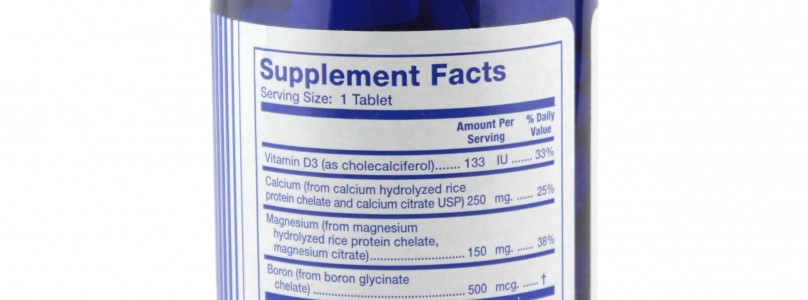 Supplement Facts
Serving Size: 1 Tablet
Amount Per % Daily
Serving Value
Vitamin D3 (as cholecalciferol)....... 133 IU ....... 33%
Calcium (from calcium hydrolyzed rice
protein chelate and calcium citrate USP) 250 mg. ...... 25%
Magnesium (from magnesium
hydrolyzed rice protein chelate,
magnesium citrate)............................. 150 mg. ...... 38%
Boron (from boron glycinate
chelate) ............................................. 500 mcg. ...... †